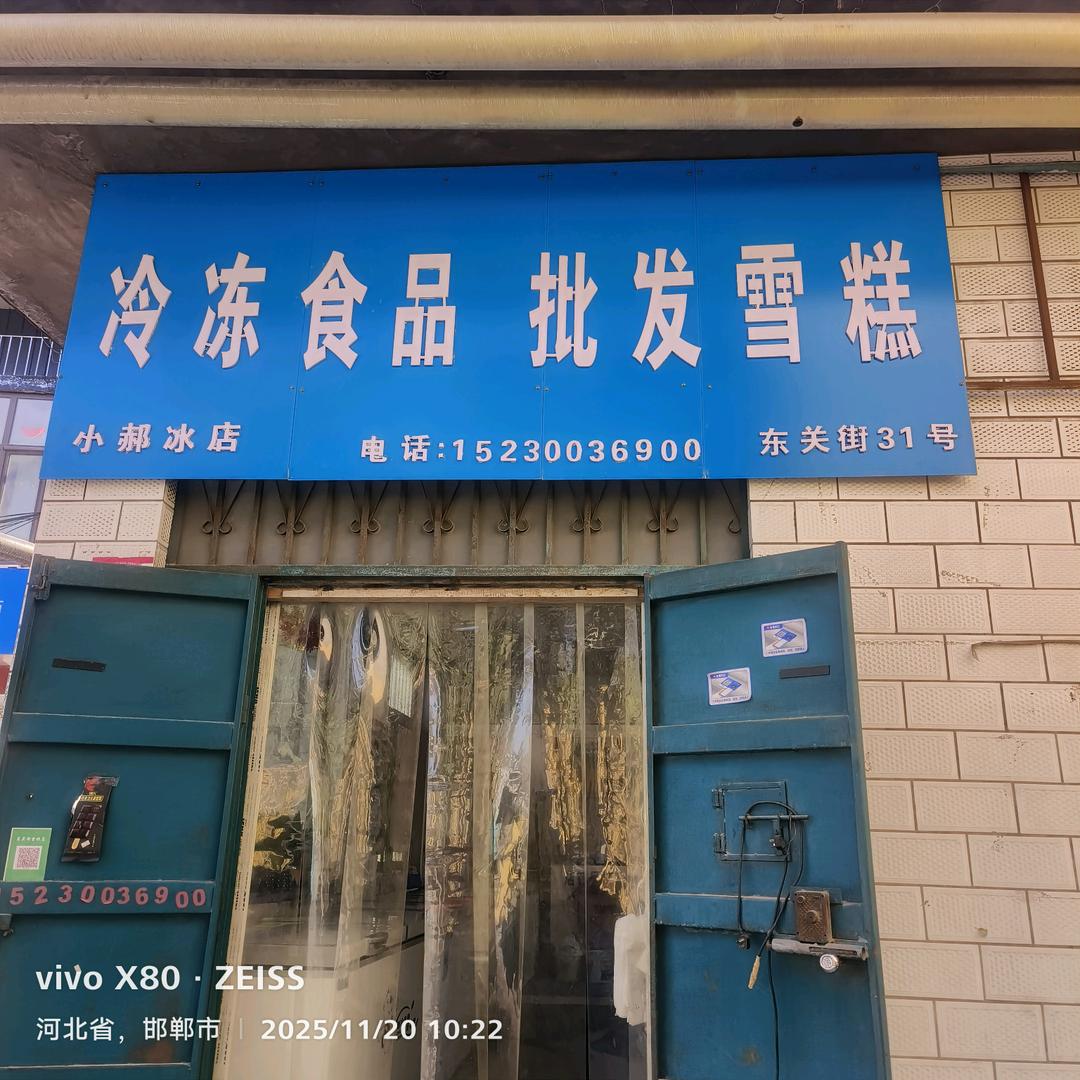 冷冻食品 批发雪糕
小郝冰店 电话:15230036900 东关街31号
5230036900
vivo X80 · ZEISS
河北省，邯郸市 | 2025/11/20 10:22